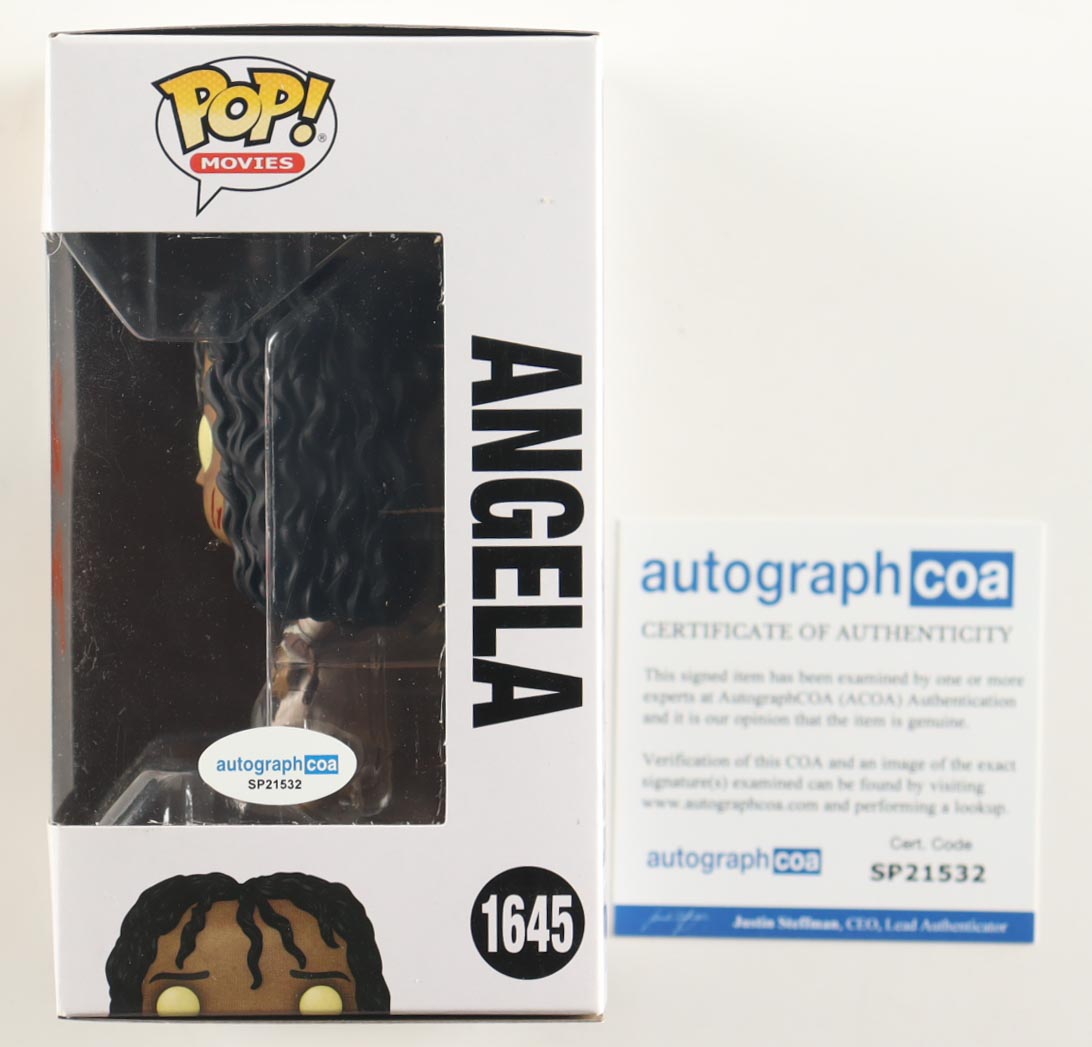 POP!
MOVIES
ANGELA
autographcoa
SP21532
1645
autographcoa
CERTIFICATE OF AUTHENTICITY
This signed item has been examined by one or more
experts at AutographCOA (ACOA) Authentication
and it is our opinion that the item is genuine.
Verification of this COA and an image of the exact
signature(s) examined can be found by visiting
www.autographcoa.com and performing a lookup.
autographcoa
Cert. Code
SP21532
Justin Steffman, CEO, Lead Authenticator